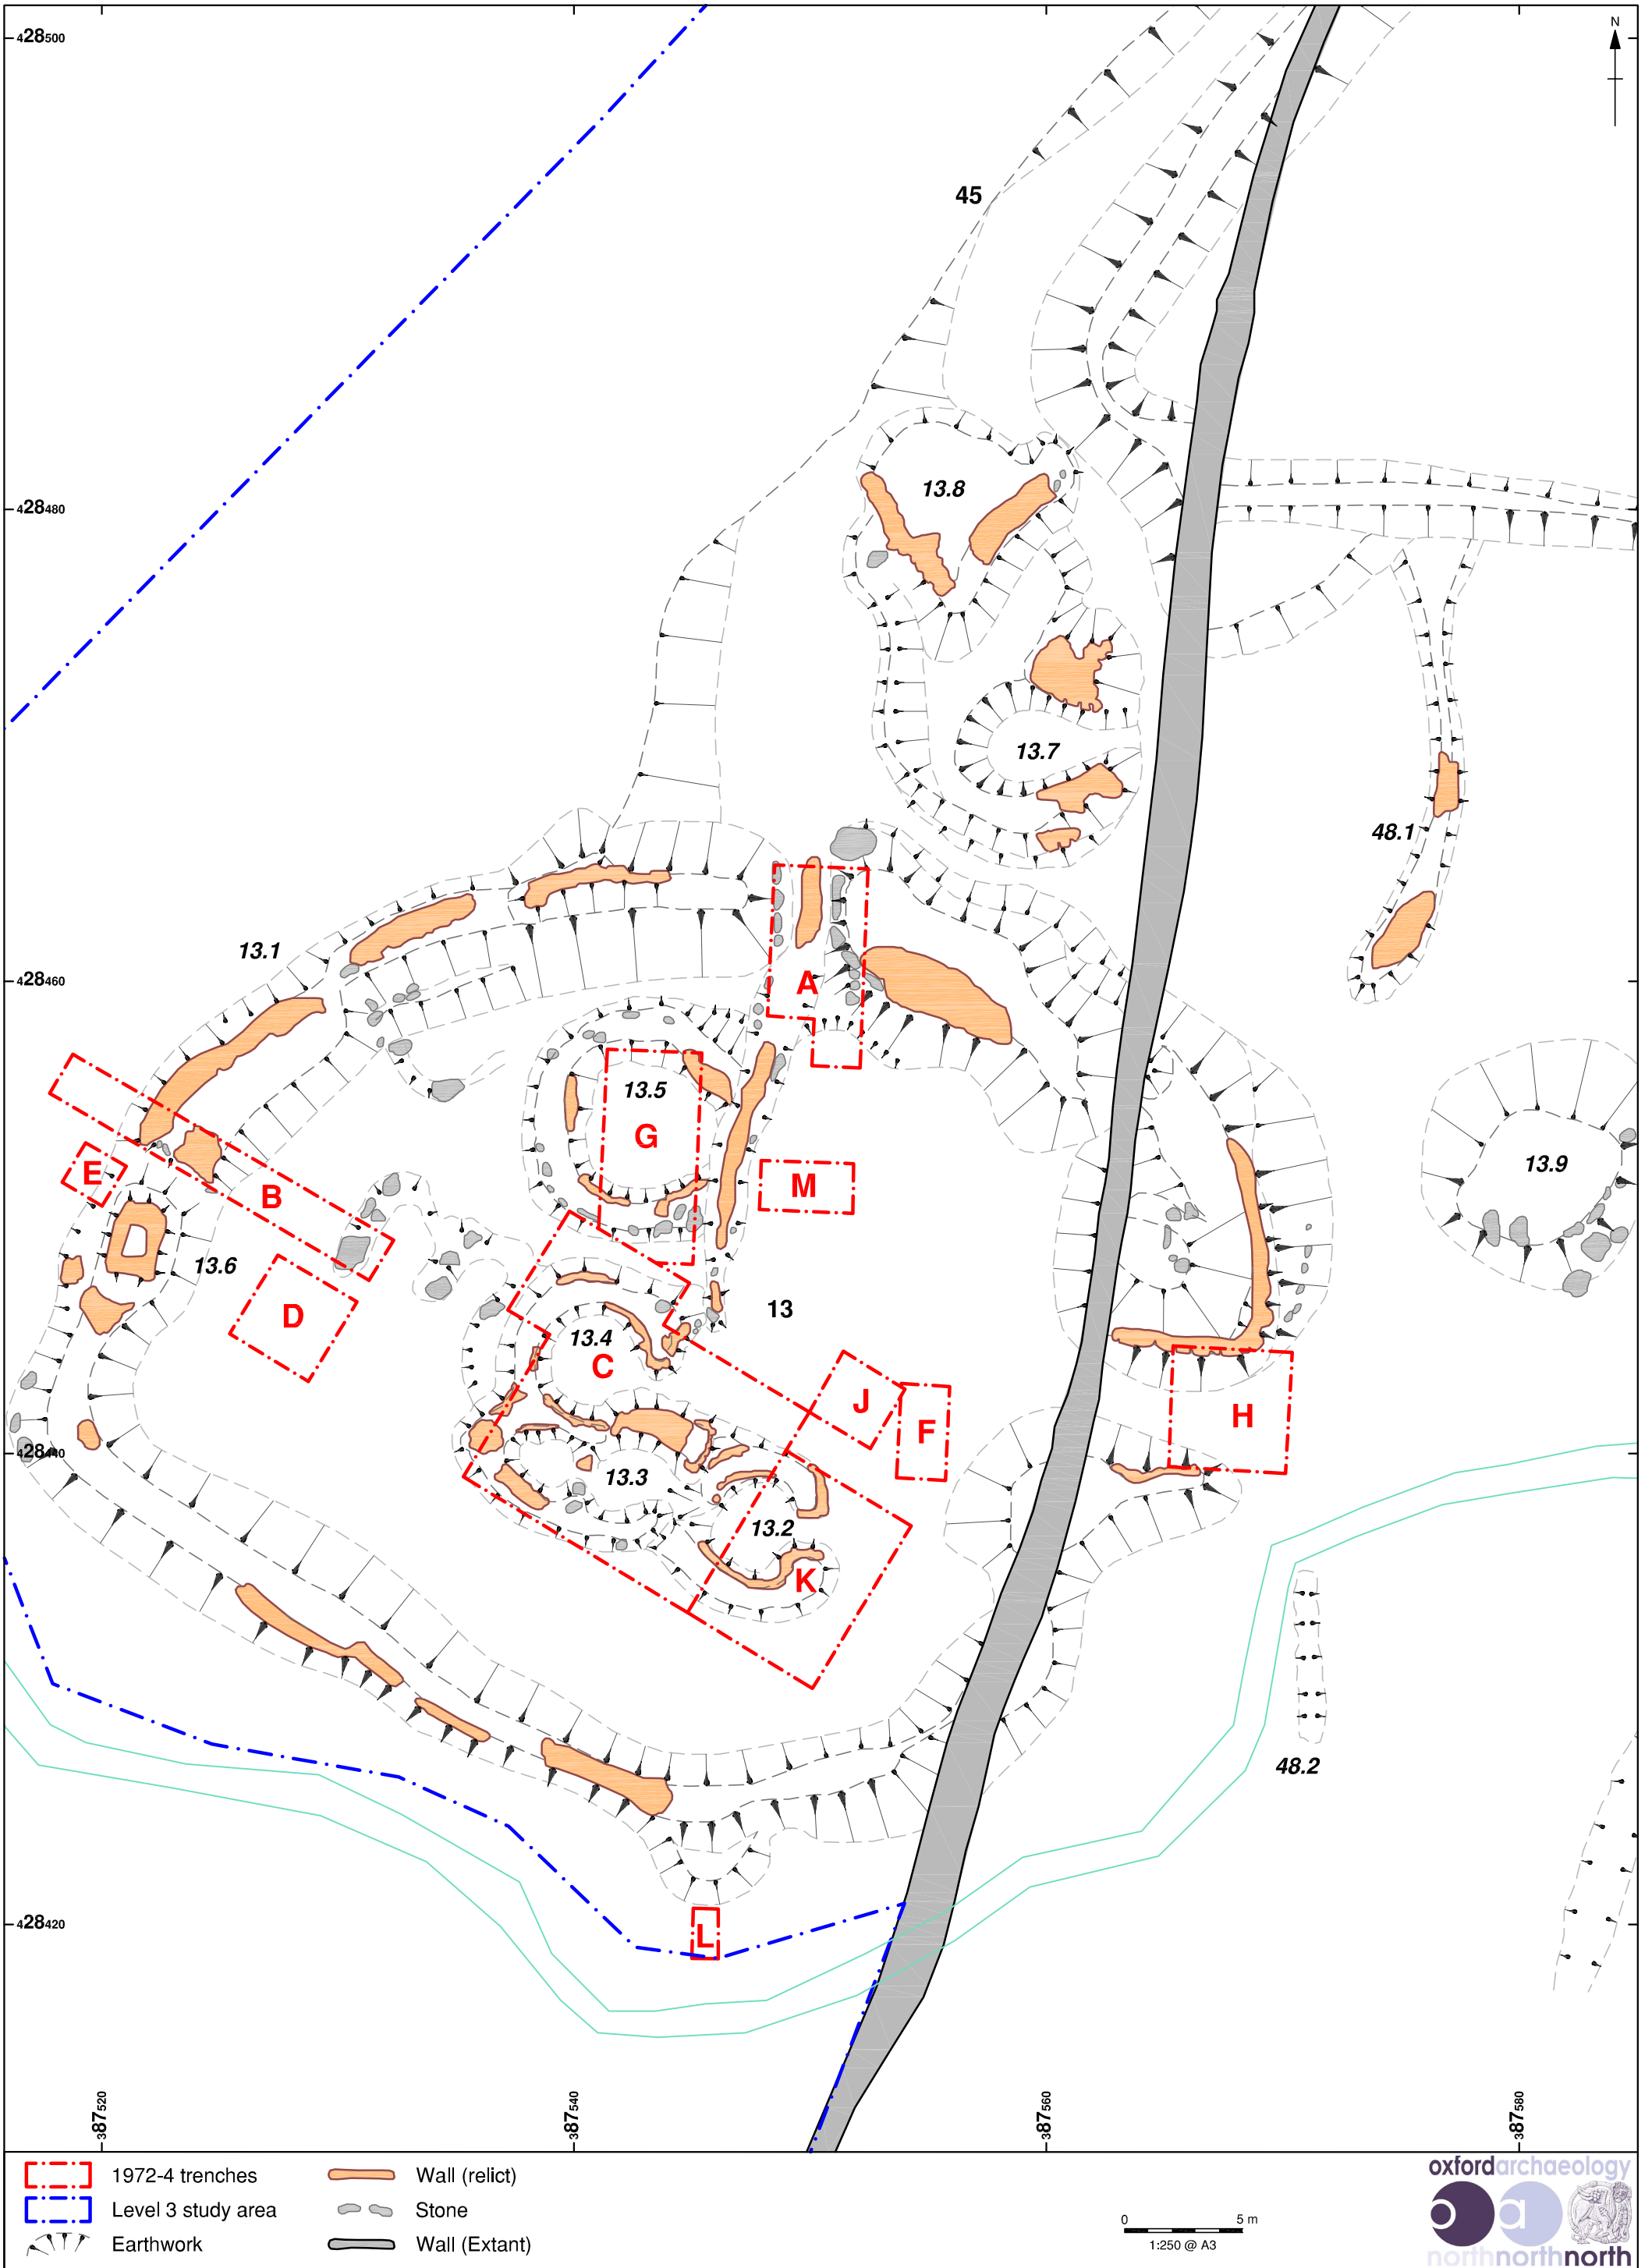 N
428500
45
13.8
428480
13.7
48.1
13.1
428460
A
13.5
G
13.9
E
B
M
13.6
D
13
13.4
C
J
F
H
428440
13.3
13.2
K
48.2
428420
L
387520
387540
387560
387580
1972-4 trenches
Wall (relict)
Level 3 study area
Stone
Earthwork
Wall (Extant)
0 5 m
1:250 @ A3
oxfordarchaeology
o a
northnorthnorth